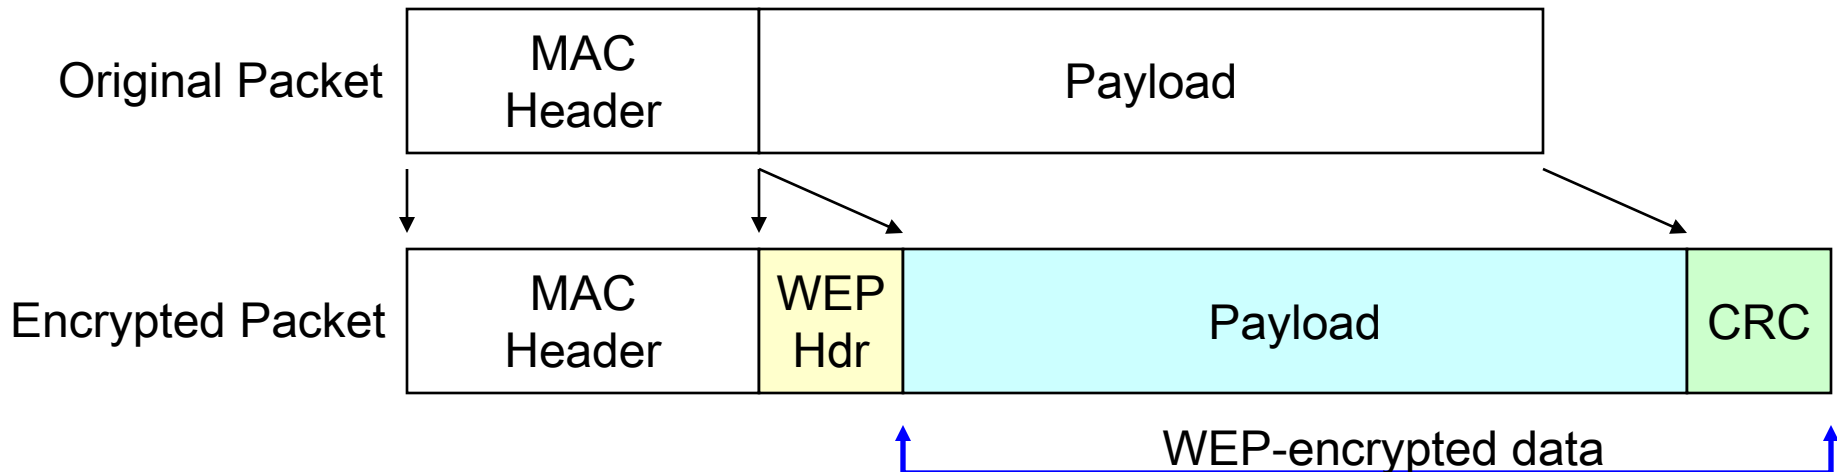 Original Packet
MAC
Header
Payload
Encrypted Packet
MAC
Header
WEP
Hdr
Payload
CRC
WEP-encrypted data